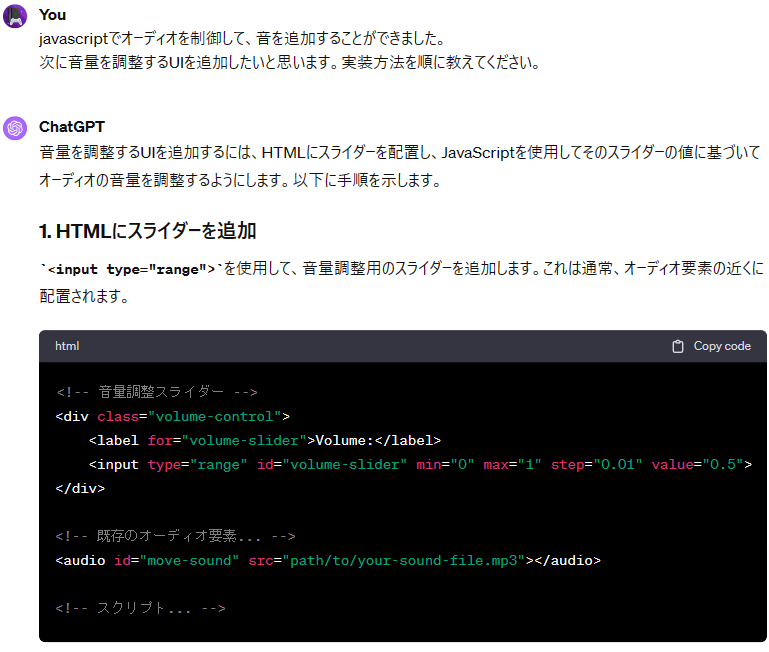 You
javascriptでオーディオを制御して、音を追加することができました。
次に音量を調整するUIを追加したいと思います。実装方法を順に教えてください。
ChatGPT
音量を調整するUIを追加するには、HTMLにスライダーを配置し、JavaScriptを使用してそのスライダーの値に基づいて
オーディオの音量を調整するようにします。以下に手順を示します。
1. HTMLにスライダーを追加
`<input type="range">`を使用して、音量調整用のスライダーを追加します。これは通常、オーディオ要素の近くに
配置されます。
html
Copy code
<!-- 音量調整スライダー -->
<div class="volume-control">
    <label for="volume-slider">Volume:</label>
    <input type="range" id="volume-slider" min="0" max="1" step="0.01" value="0.5">
</div>
<!-- 既存のオーディオ要素... -->
<audio id="move-sound" src="path/to/your-sound-file.mp3"></audio>
<!-- スクリプト... -->